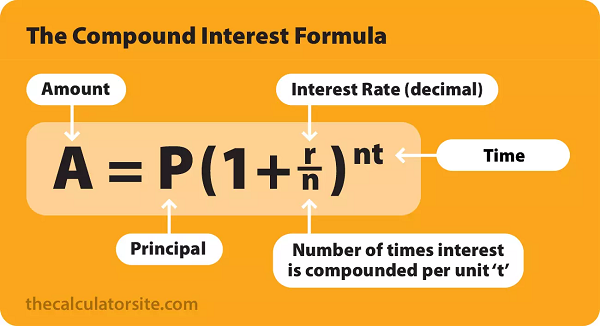 The Compound Interest Formula
Amount
Interest Rate (decimal)
A = P(1+r/n)^nt
Time
Principal
Number of times interest
is compounded per unit ‘t’
thecalculatorsite.com